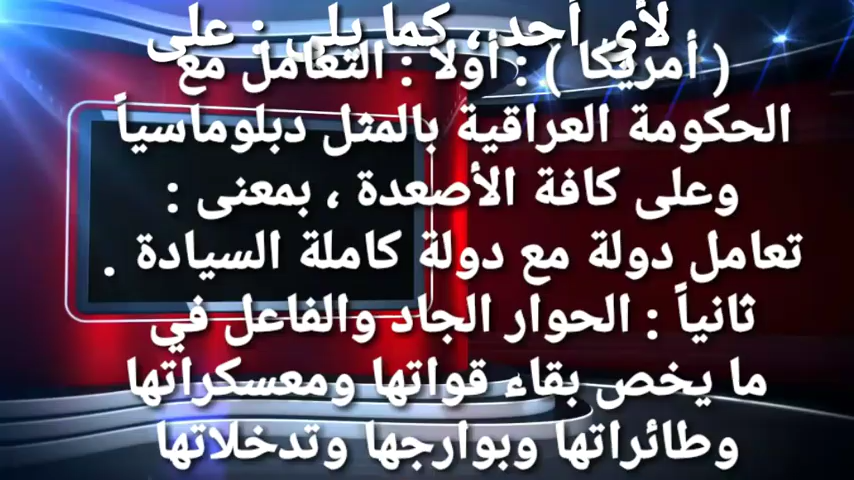 لأي أحد ، كما يلي : على
( أمريكا ) : أولاً : التعامل مع
الحكومة العراقية بالمثل دبلوماسياً
وعلى كافة الأصعدة ، بمعنى :
تعامل دولة مع دولة كاملة السيادة .
ثانياً : الحوار الجاد والفاعل في
ما يخص بقاء قواتها ومعسكراتها
وطائراتها وبوارجها وتدخلاتها